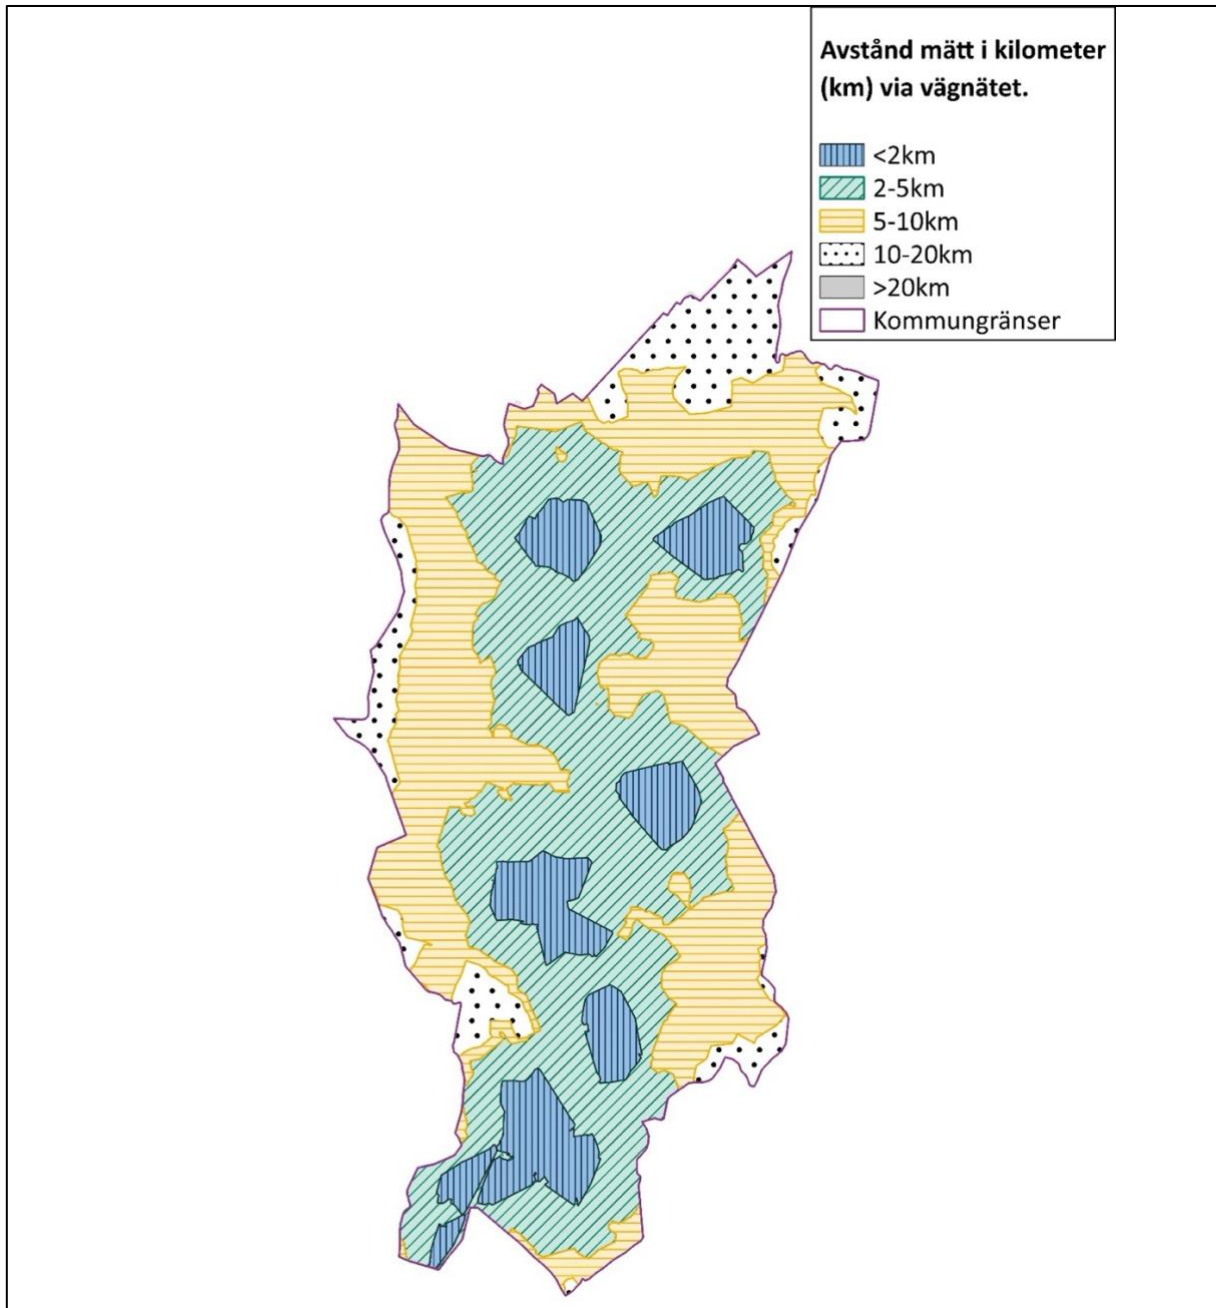 Avstånd mätt i kilometer
(km) via vägnätet.
<2km
2-5km
5-10km
10-20km
>20km
Kommungränser